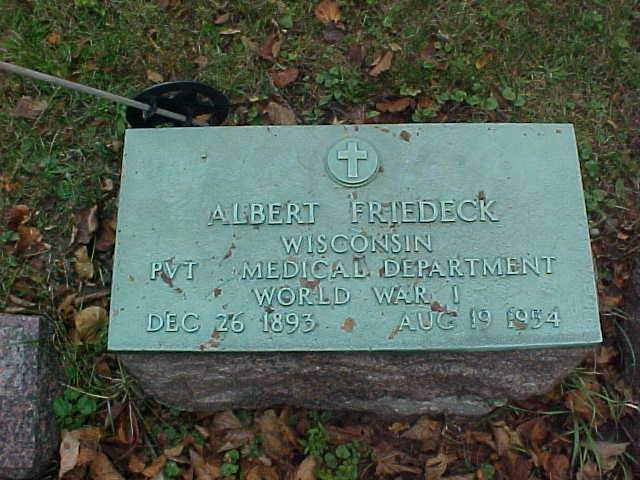 ALBERT FRIEDECK
WISCONSIN
PVT MEDICAL DEPARTMENT
WORLD WAR I
DEC 26 1893 AUG 19 1954